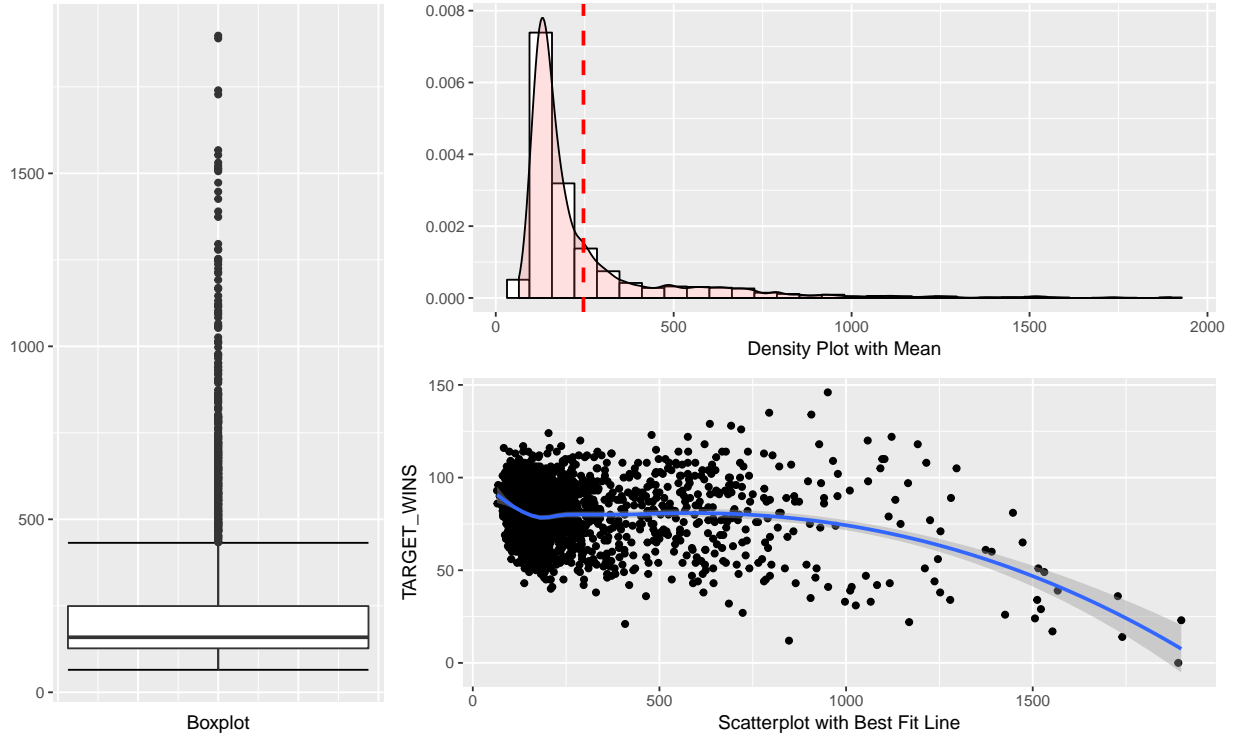 1500
1000
500
0
Boxplot
0.008
0.006
0.004
0.002
0.000
0 500 1000 1500 2000
Density Plot with Mean
TARGET_WINS
150
100
50
0
0 500 1000 1500
Scatterplot with Best Fit Line